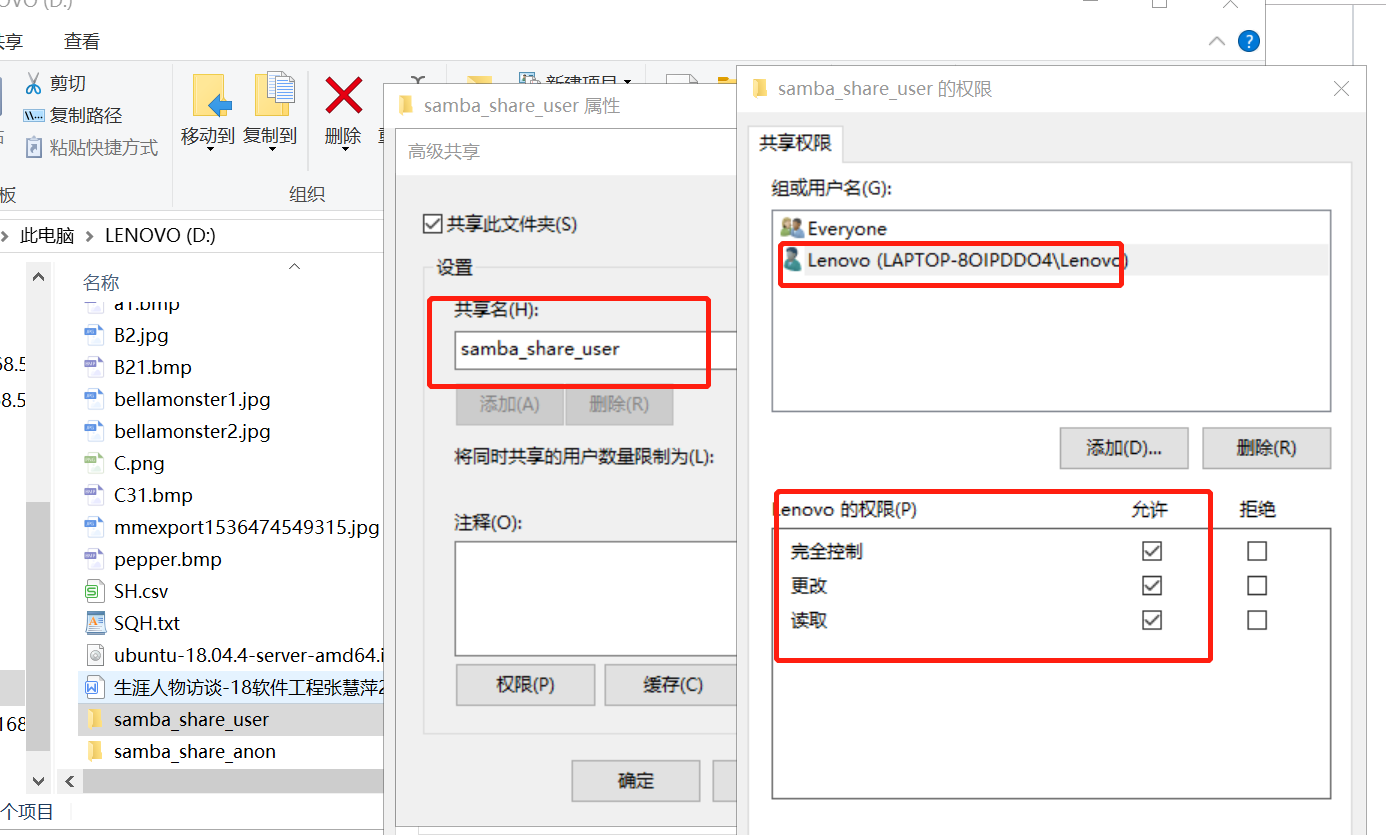 共享
查看
剪切
复制路径
粘贴快捷方式
移动到
复制到
删除
新建项目
板
组织
此电脑
LENOVO (D:)
名称
a1.bmp
B2.jpg
B21.bmp
bellamonster1.jpg
bellamonster2.jpg
C.png
C31.bmp
mmexport1536474549315.jpg
pepper.bmp
SH.csv
SQH.txt
ubuntu-18.04.4-server-amd64.i
生涯人物访谈-18软件工程张慧萍2
samba_share_user
samba_share_anon
68.5
8.5
168
个项目
samba_share_user 属性
高级共享
共享此文件夹(S)
设置
共享名(H):
samba_share_user
添加(A)
删除(R)
将同时共享的用户数量限制为(L):
注释(O):
权限(P)
缓存(C)
确定
samba_share_user 的权限
共享权限
组或用户名(G):
Everyone
Lenovo (LAPTOP-8OIPDDO4\Lenovo)
添加(D)...
删除(R)
Lenovo 的权限(P)
允许
拒绝
完全控制
更改
读取